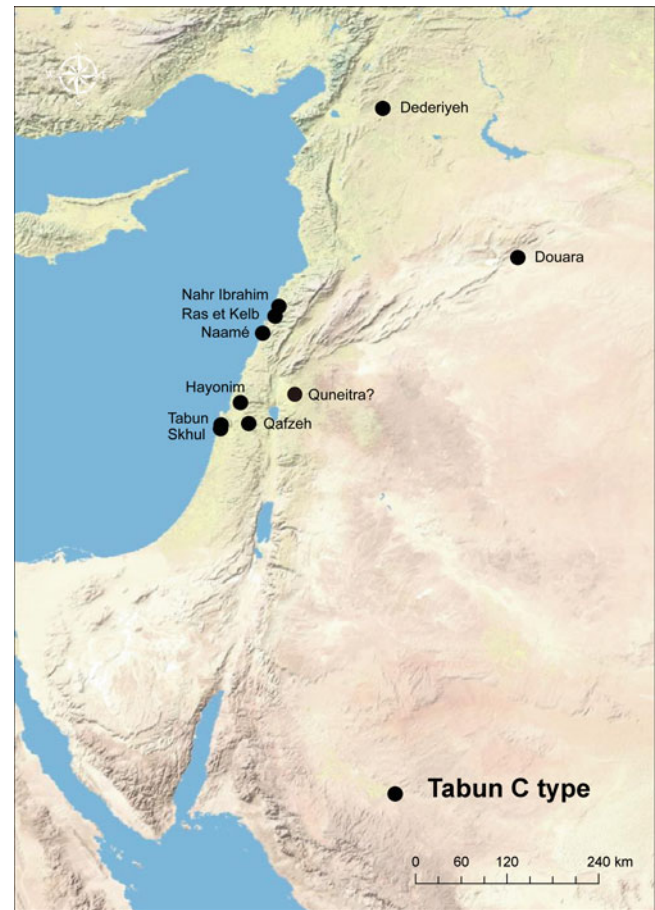 Dederiyeh
Douara
Nahr Ibrahim
Ras et Kelb
Naamé
Hayonim
Quneitra?
Tabun
Skhul
Qafzeh
Tabun C type
0 60 120 240 km